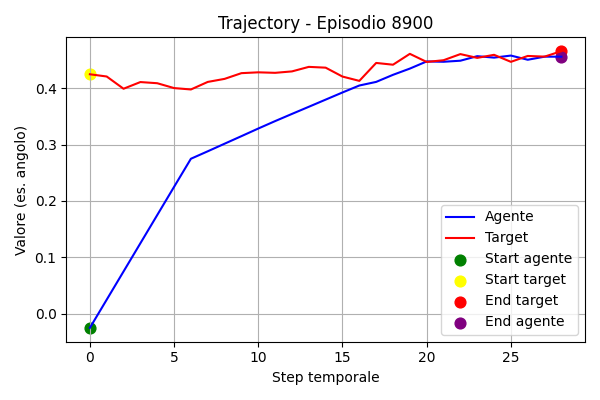 Trajectory - Episodio 8900
Valore (es. angolo)
0.4
0.3
0.2
0.1
0.0
0
5
10
15
20
25
Step temporale
Agente
Target
Start agente
Start target
End target
End agente